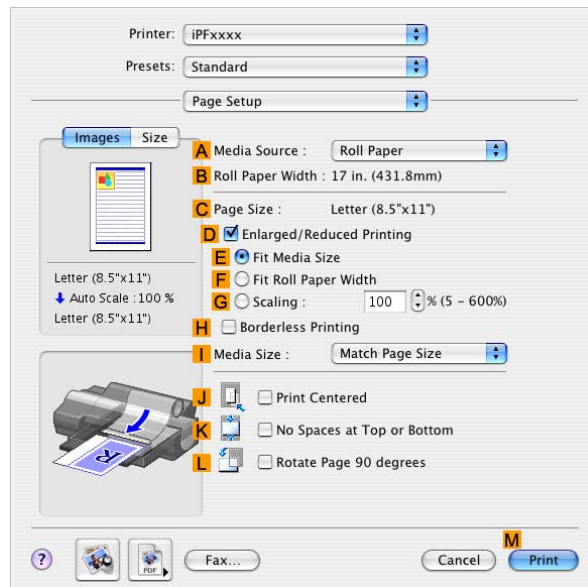 Printer: iPFxxxx
Presets: Standard
Page Setup
Images Size
A Media Source : Roll Paper
B Roll Paper Width : 17 in. (431.8mm)
C Page Size : Letter (8.5"x11")
D Enlarged/Reduced Printing
E Fit Media Size
F Fit Roll Paper Width
G Scaling : 100 % (5 - 600%)
H Borderless Printing
I Media Size : Match Page Size
J Print Centered
K No Spaces at Top or Bottom
L Rotate Page 90 degrees
Letter (8.5"x11")
Auto Scale :100 %
Letter (8.5"x11")
R
M
? PDF Fax... Cancel Print